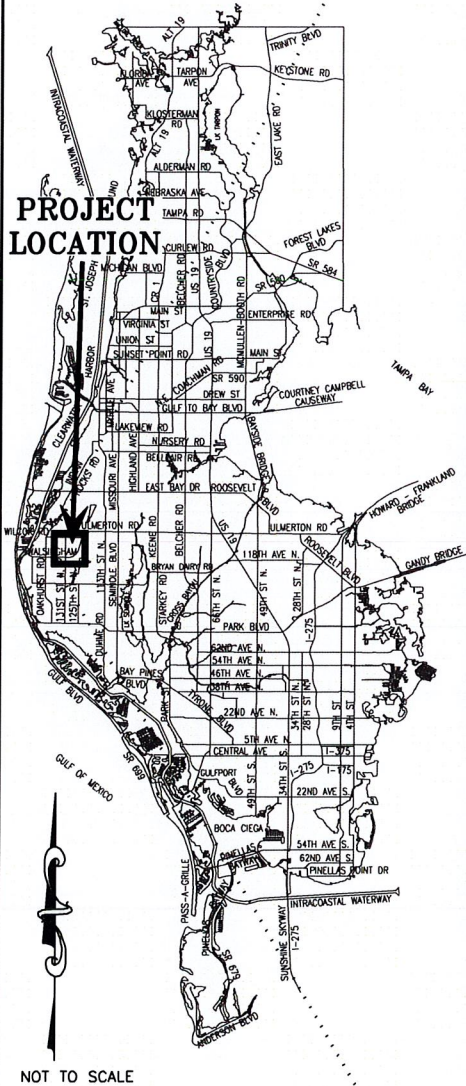 ALT 19
TRINITY BLVD
KEYSTONE RD
TARPON
AVE
AVE
KLOSTERMAN
RD
ALT 19
LK TARPON
EAST LAKE RD
INTRACOASTAL WATERWAY
ALDERMAN RD
NEBRASKA AVE
TAMPA RD
PROJECT
LOCATION
CURLEW RD
FOREST LAKES
BLVD
SR 584
MICHIGAN BLVD
ST. JOSEPH
CR 1
BELCHER RD
US 19
COUNTRYSIDE
BLVD
SR 580
McMULLEN-BOOTH RD
ENTERPRISE RD
MAIN ST
VIRGINIA ST
UNION ST
SUNSET POINT RD
MAIN ST
US 19
HARBOR
SR 590
COACHMAN RD
DREW ST
COURTNEY CAMPBELL
CAUSEWAY
TAMPA BAY
GULF TO BAY BLVD
LAKEVIEW RD
NURSERY RD
MISSOURI AVE
HIGHLAND AVE
BAYSIDE BRIDGE
EAST BAY DR
ROOSEVELT
BLVD
HOWARD - FRANKLAND
BRIDGE
ULMERTON RD
ULMERTON RD
WALSINGHAM
118TH AVE N.
ROOSEVELT BLVD
GANDY BRIDGE
OAKHURST RD
125TH ST N.
SEMINOLE BLVD
KEENE RD
STARKEY RD
BELCHER RD
BRYAN DAIRY RD
US 19
66TH ST N.
49TH ST N.
28TH ST N.
I-275
PARK BLVD
62ND AVE N.
54TH AVE N.
46TH AVE N.
38TH AVE N.
BAY PINES
BLVD
GULF BLVD
PARK ST
TYRONE BLVD
22ND AVE N.
34TH ST N.
28TH ST N.
9TH ST N.
4TH ST N.
5TH AVE N.
CENTRAL AVE
I-375
I-275
I-175
GULF OF MEXICO
SR 699
GULFPORT
BLVD
49TH ST S.
34TH ST S.
22ND AVE S.
BOCA CIEGA
54TH AVE S.
PINELLAS
BAYWAY
62ND AVE S.
PINELLAS POINT DR
PASS-A-GRILLE
INTRACOASTAL WATERWAY
SUNSHINE SKYWAY
I-275
SR 679
ANDERSON BLVD
NOT TO SCALE